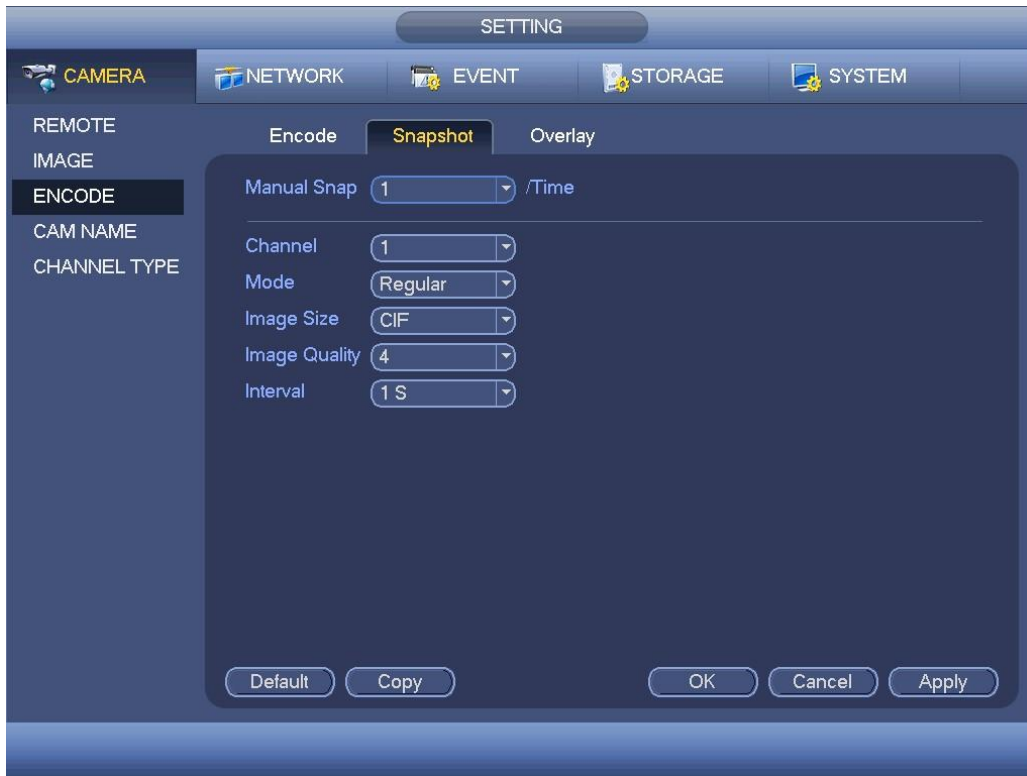 SETTING
CAMERA NETWORK EVENT STORAGE SYSTEM
REMOTE
IMAGE
ENCODE
CAM NAME
CHANNEL TYPE
Encode Snapshot Overlay
Manual Snap 1 /Time
Channel 1
Mode Regular
Image Size CIF
Image Quality 4
Interval 1 S
Default Copy OK Cancel Apply